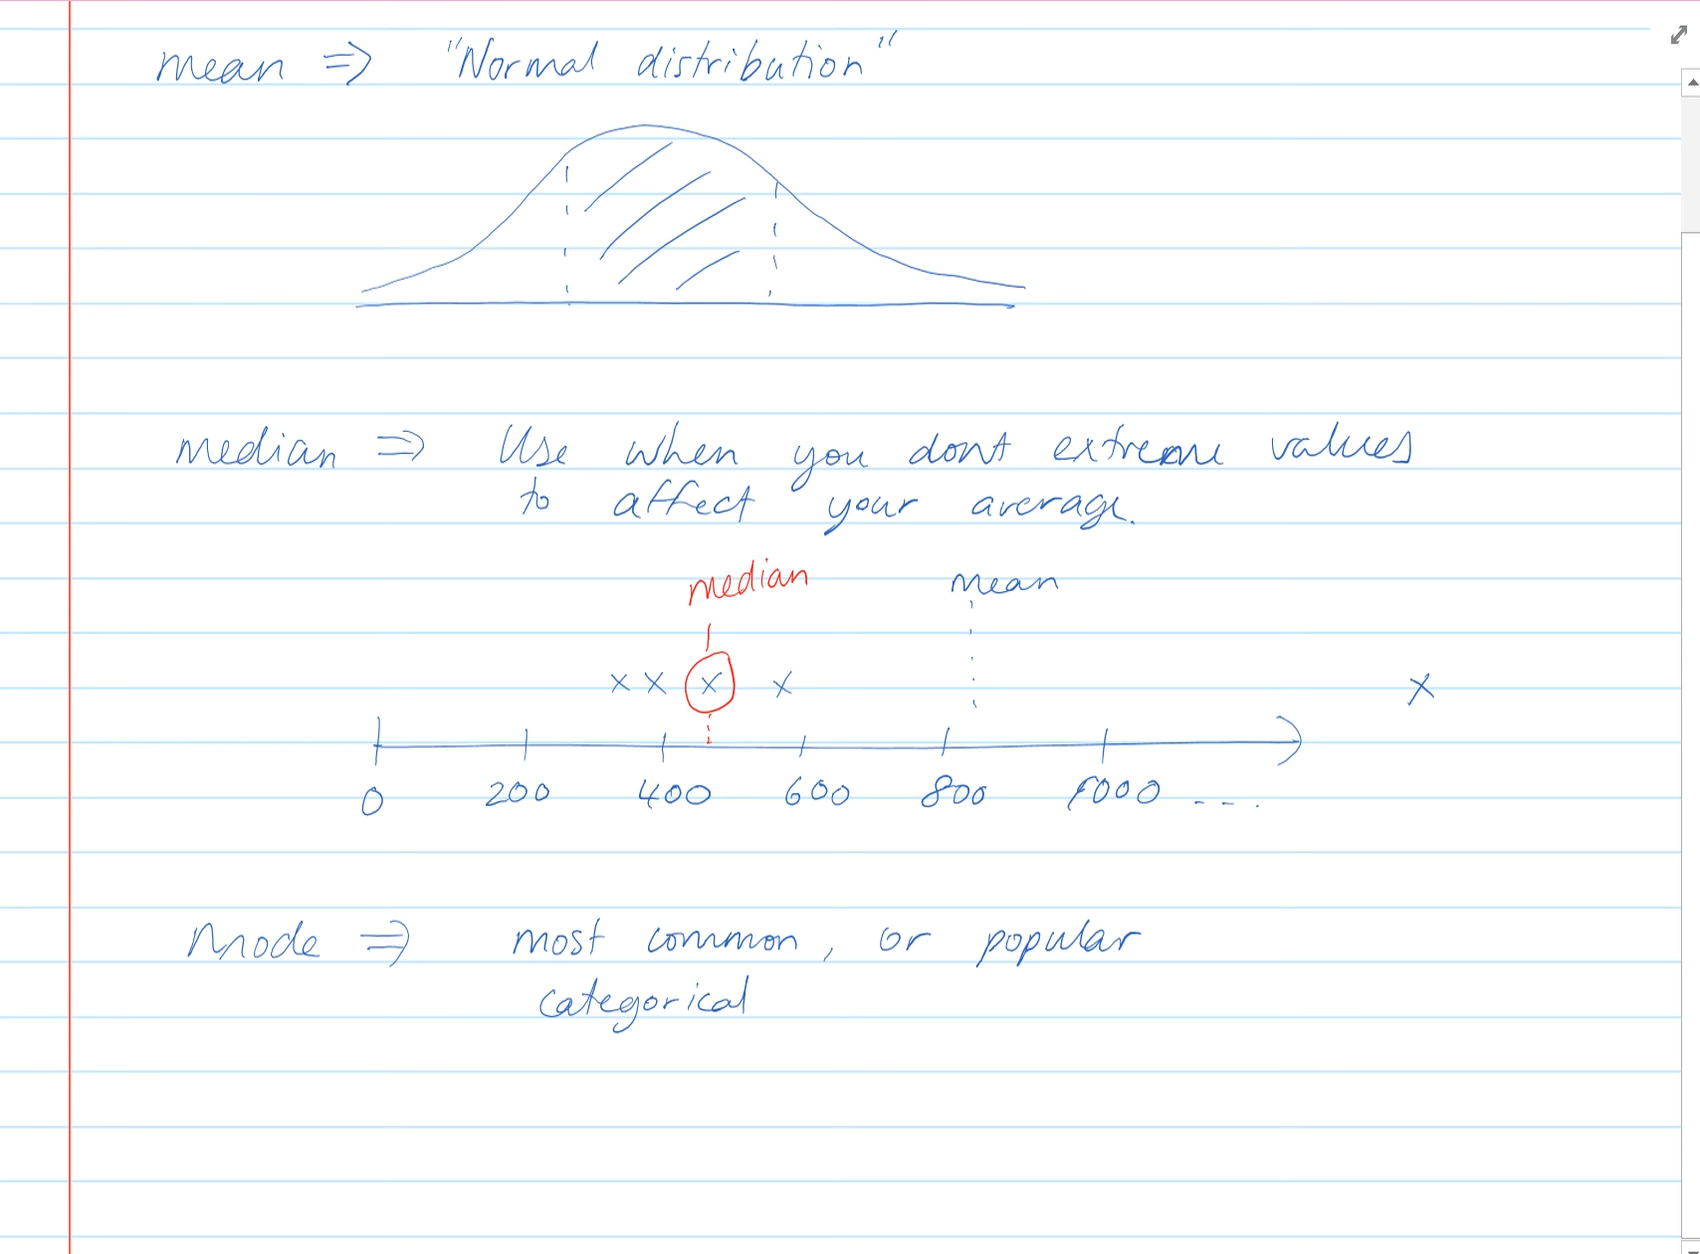 mean ⇒ "Normal distribution"
median ⇒ Use when you dont extreme values
to affect your average.
median mean
x x x x x
0 200 400 600 800 1000 ....
Mode ⇒ most common, or popular
categorical